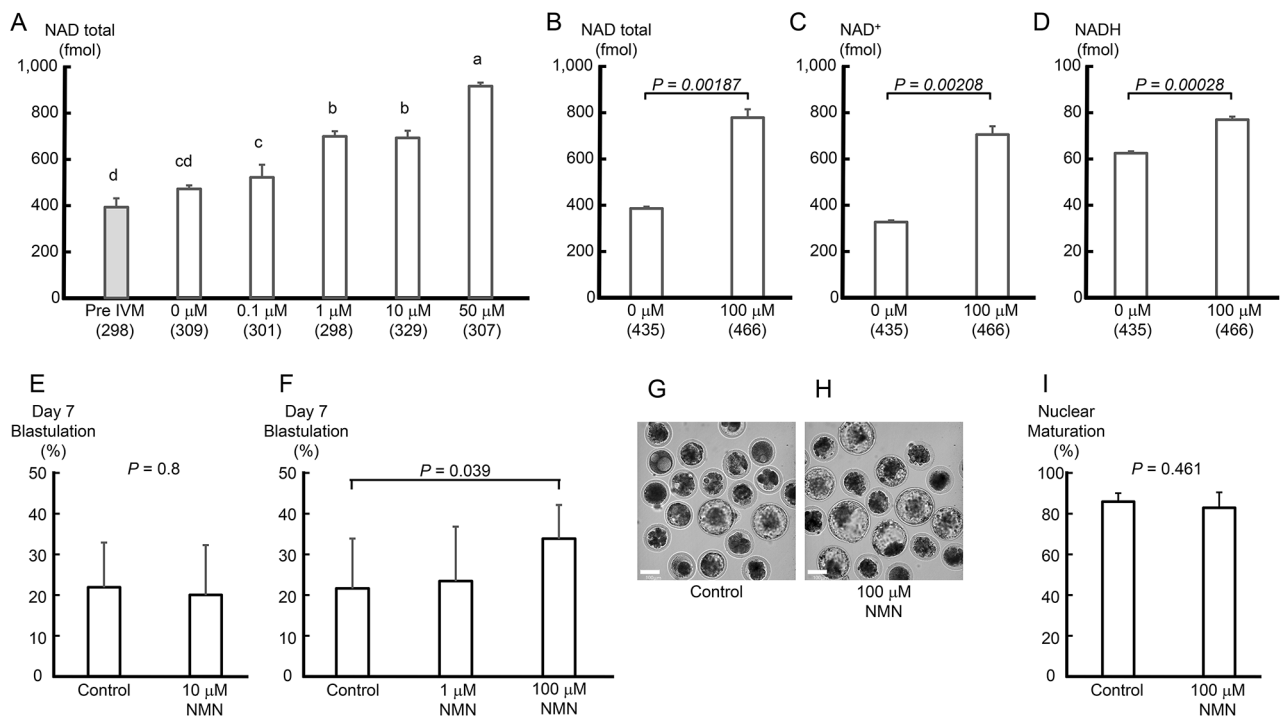 A
NAD total
(fmol)
1,000
800
600
400
200
0
d
cd
c
b
b
a
Pre IVM
(298)
0 μM
(309)
0.1 μM
(301)
1 μM
(298)
10 μM
(329)
50 μM
(307)
B
NAD total
(fmol)
1,000
800
600
400
200
0
P = 0.00187
0 μM
(435)
100 μM
(466)
C
NAD+
(fmol)
1,000
800
600
400
200
0
P = 0.00208
0 μM
(435)
100 μM
(466)
D
NADH
(fmol)
100
80
60
40
20
0
P = 0.00028
0 μM
(435)
100 μM
(466)
E
Day 7
Blastulation
(%)
50
40
30
20
10
0
P = 0.8
Control
10 μM
NMN
F
Day 7
Blastulation
(%)
50
40
30
20
10
0
P = 0.039
Control
1 μM
NMN
100 μM
NMN
G
Control
H
100 μM
NMN
I
Nuclear
Maturation
(%)
100
80
60
40
20
0
P = 0.461
Control
100 μM
NMN